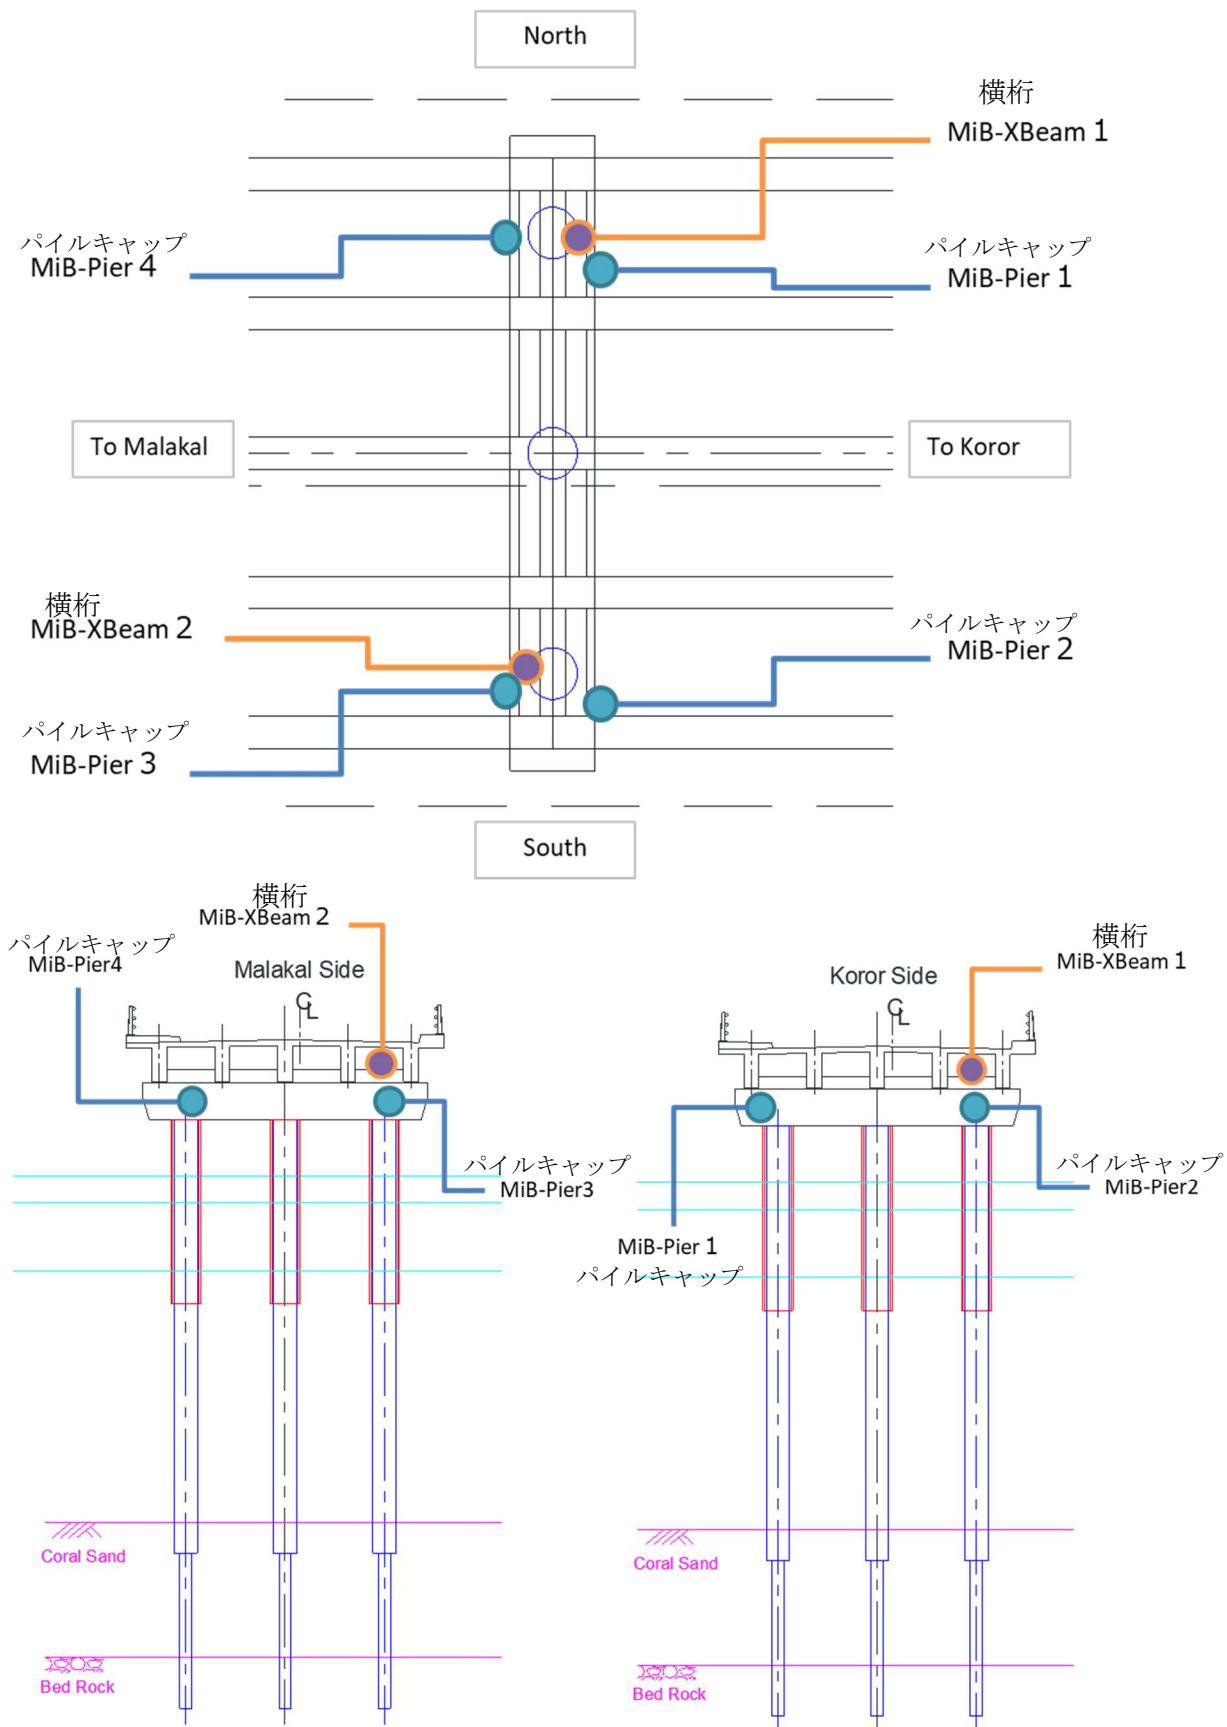 North
横桁
MiB-XBeam 1
パイルキャップ
MiB-Pier 4
パイルキャップ
MiB-Pier 1
To Malakal
To Koror
横桁
MiB-XBeam 2
パイルキャップ
MiB-Pier 2
パイルキャップ
MiB-Pier 3
South
横桁
MiB-XBeam 2
パイルキャップ
MiB-Pier4
Malakal Side
CL
パイルキャップ
MiB-Pier3
Coral Sand
Bed Rock
横桁
MiB-XBeam 1
Koror Side
CL
パイルキャップ
MiB-Pier2
MiB-Pier 1
パイルキャップ
Coral Sand
Bed Rock